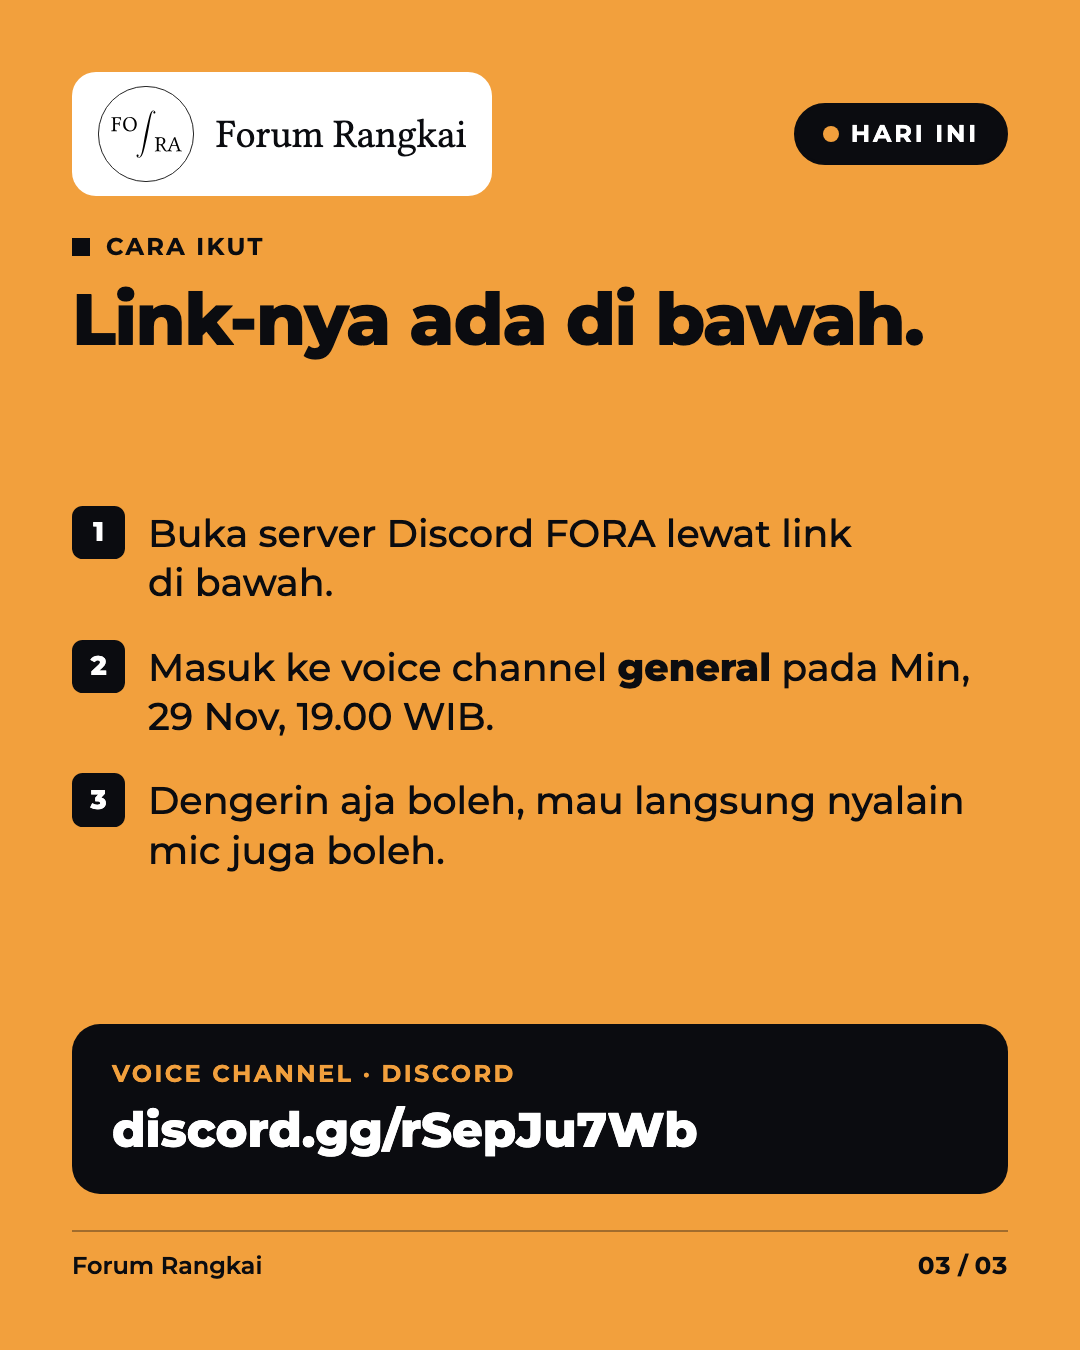 FO
RA
Forum Rangkai
HARI INI
CARA IKUT
Link-nya ada di bawah.
1
Buka server Discord FORA lewat link
di bawah.
2
Masuk ke voice channel general pada Min,
29 Nov, 19.00 WIB.
3
Dengerin aja boleh, mau langsung nyalain
mic juga boleh.
VOICE CHANNEL · DISCORD
discord.gg/rSepJu7Wb
Forum Rangkai
03 / 03